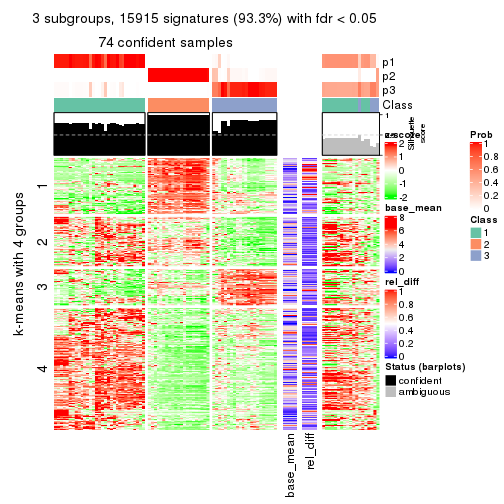 3 subgroups, 15915 signatures (93.3%) with fdr < 0.05
74 confident samples
p1
p2
p3
Class
1
Silhouette
score
k-means with 4 groups
1
2
3
4
base_mean
rel_diff
z-score
2
1
0
-1
-2
base_mean
8
6
4
2
0
rel_diff
1
0.8
0.6
0.4
0.2
0
Status (barplots)
confident
ambiguous
Prob
1
0.8
0.6
0.4
0.2
0
Class
1
2
3